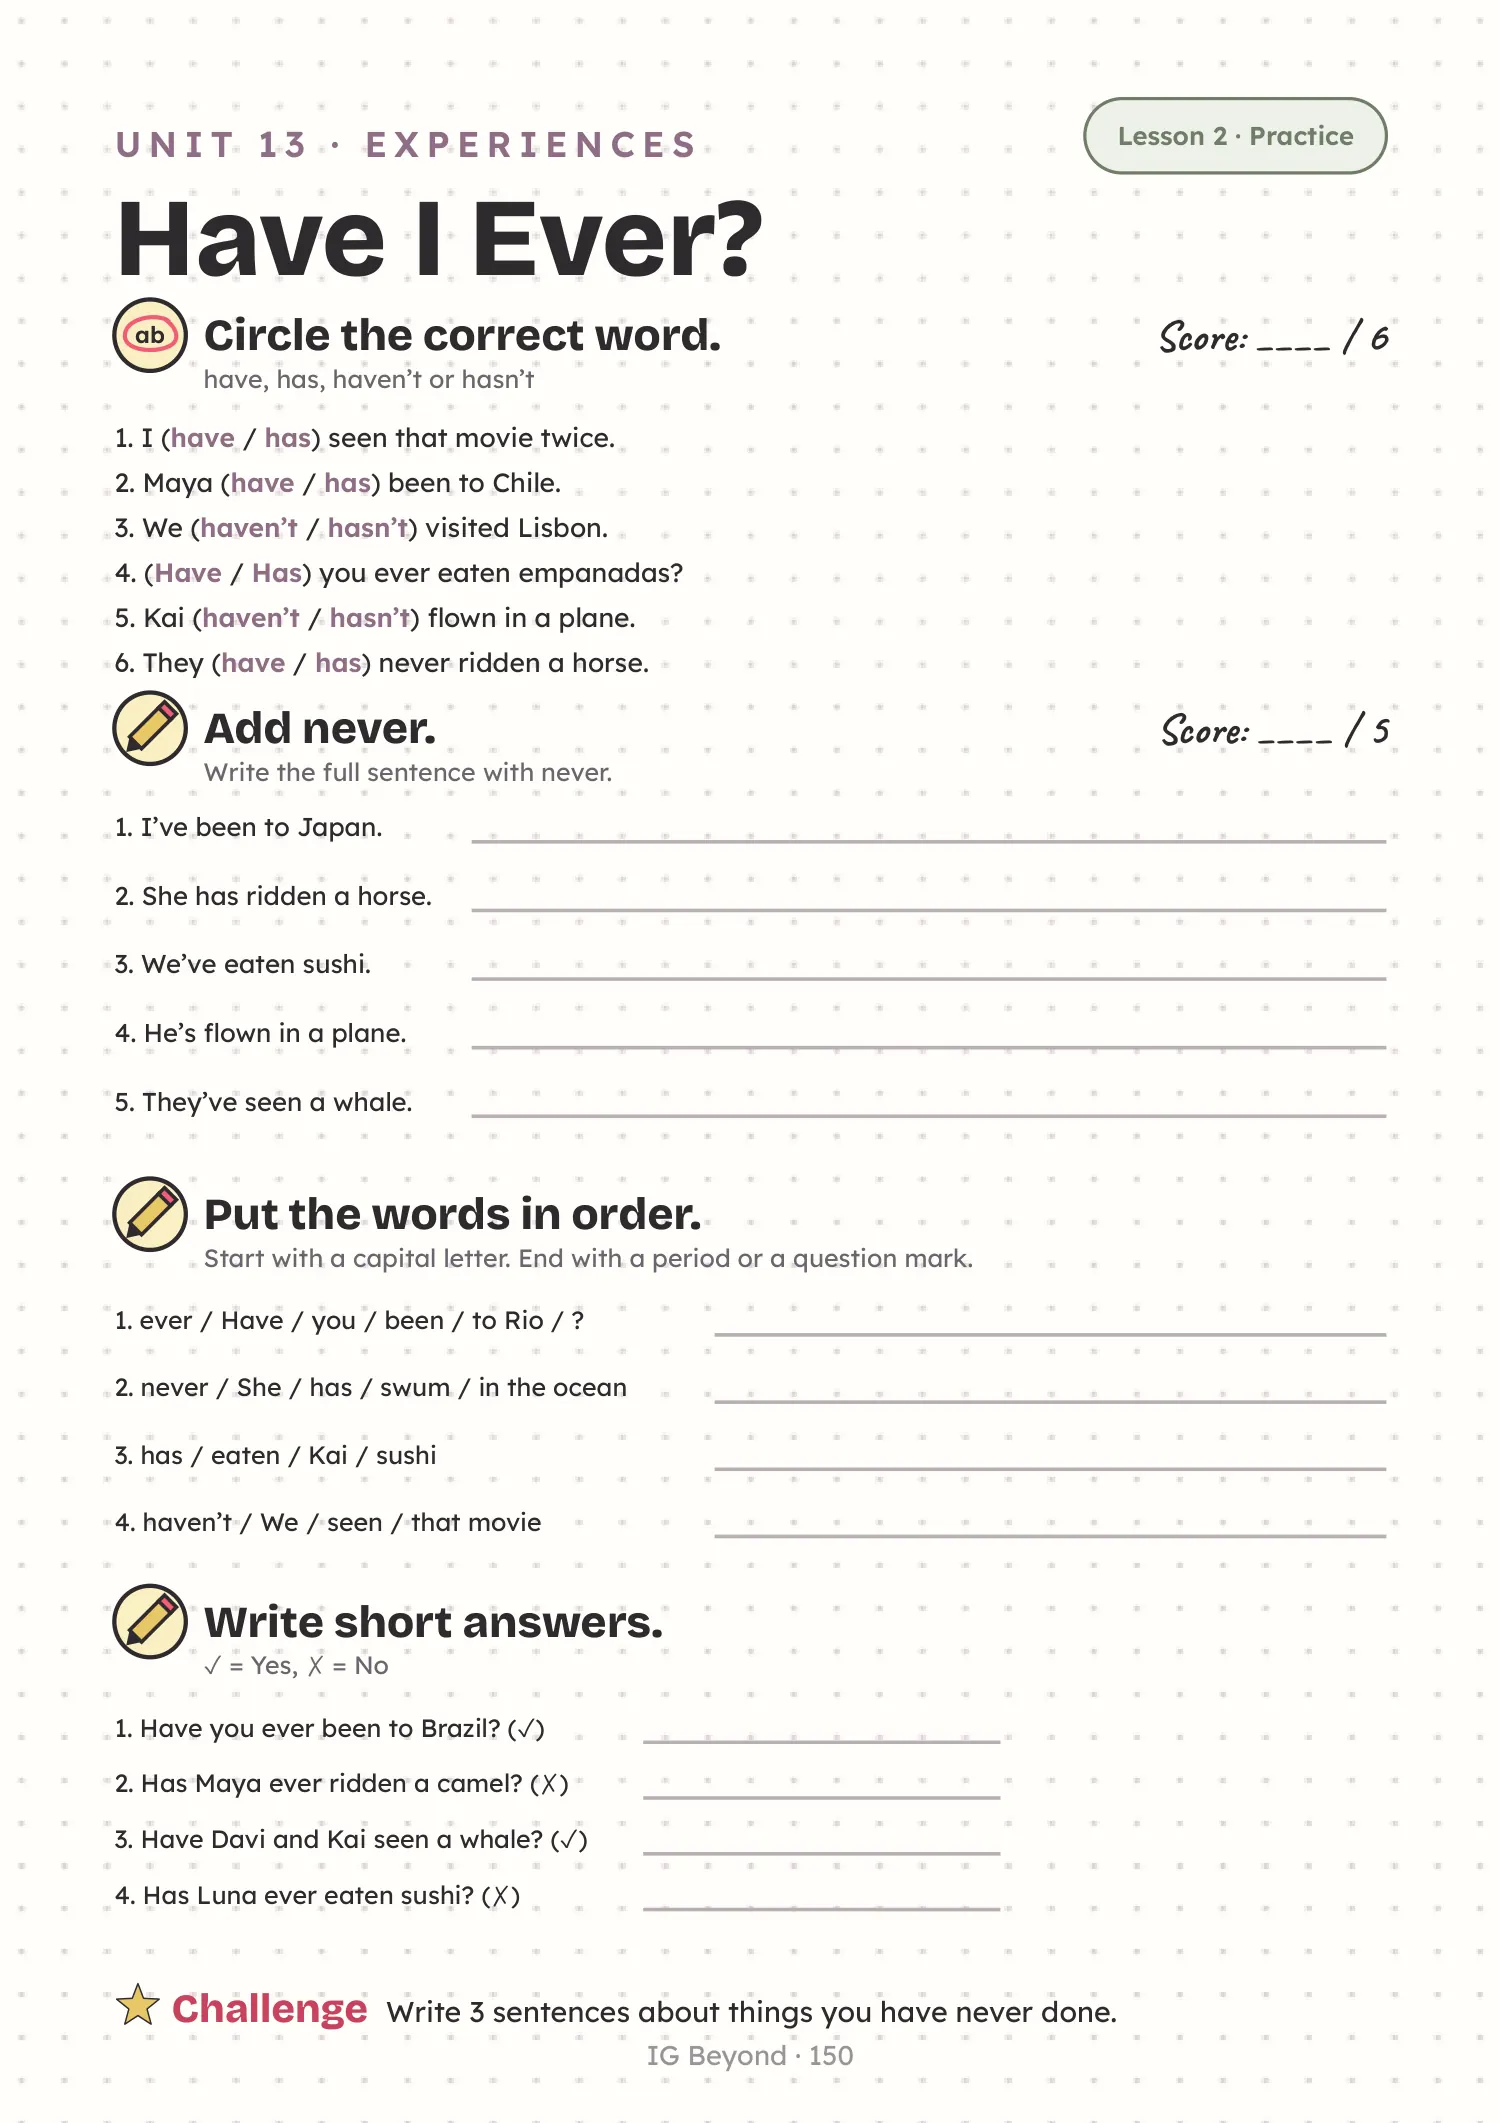 UNIT 13 · EXPERIENCES
Lesson 2 · Practice
Have I Ever?
ab
Circle the correct word.
Score: ____ / 6
have, has, haven’t or hasn’t
1. I (have / has) seen that movie twice.
2. Maya (have / has) been to Chile.
3. We (haven’t / hasn’t) visited Lisbon.
4. (Have / Has) you ever eaten empanadas?
5. Kai (haven’t / hasn’t) flown in a plane.
6. They (have / has) never ridden a horse.
Add never.
Score: ____ / 5
Write the full sentence with never.
1. I’ve been to Japan.
2. She has ridden a horse.
3. We’ve eaten sushi.
4. He’s flown in a plane.
5. They’ve seen a whale.
Put the words in order.
Start with a capital letter. End with a period or a question mark.
1. ever / Have / you / been / to Rio / ?
2. never / She / has / swum / in the ocean
3. has / eaten / Kai / sushi
4. haven’t / We / seen / that movie
Write short answers.
✓ = Yes, ✗ = No
1. Have you ever been to Brazil? (✓)
2. Has Maya ever ridden a camel? (✗)
3. Have Davi and Kai seen a whale? (✓)
4. Has Luna ever eaten sushi? (✗)
Challenge Write 3 sentences about things you have never done.
IG Beyond · 150